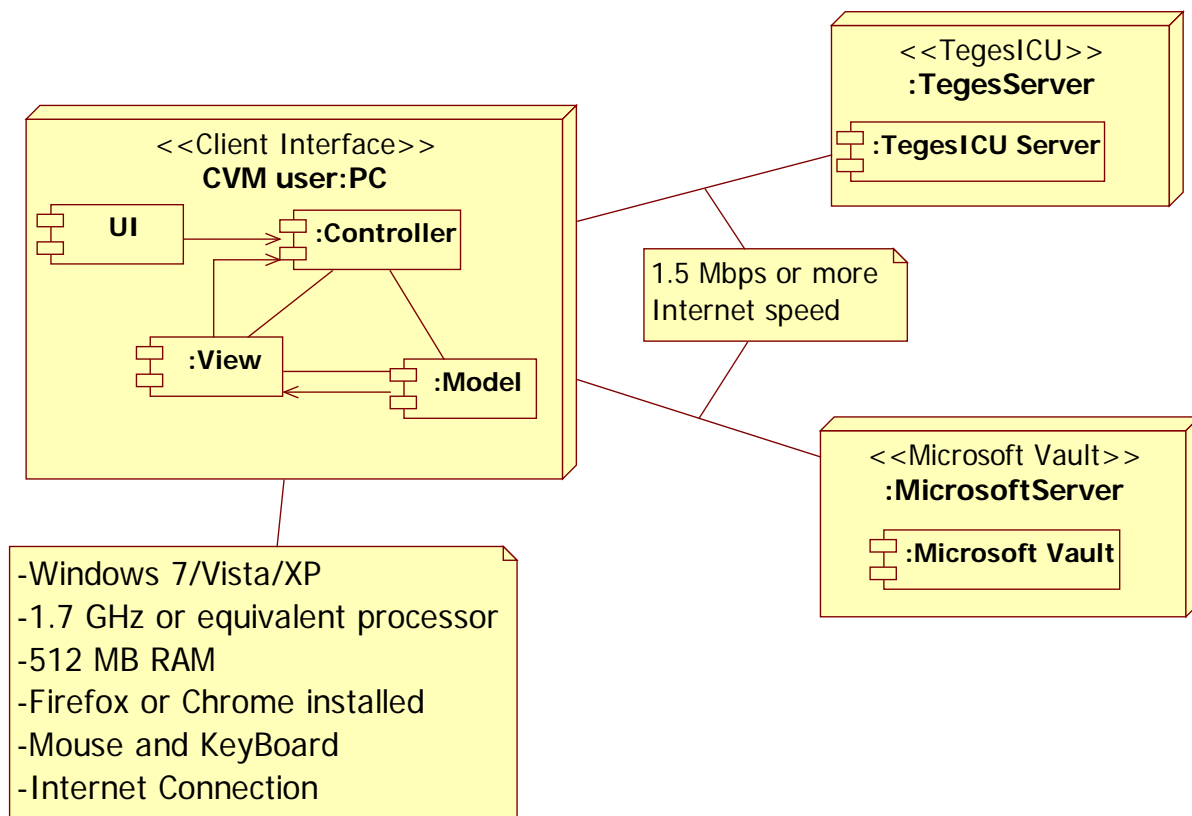 <<Client Interface>>
CVM user:PC
UI
:Controller
:View
:Model
<<TegesICU>>
:TegesServer
:TegesICU Server
1.5 Mbps or more
Internet speed
<<Microsoft Vault>>
:MicrosoftServer
:Microsoft Vault
-Windows 7/Vista/XP
-1.7 GHz or equivalent processor
-512 MB RAM
-Firefox or Chrome installed
-Mouse and KeyBoard
-Internet Connection